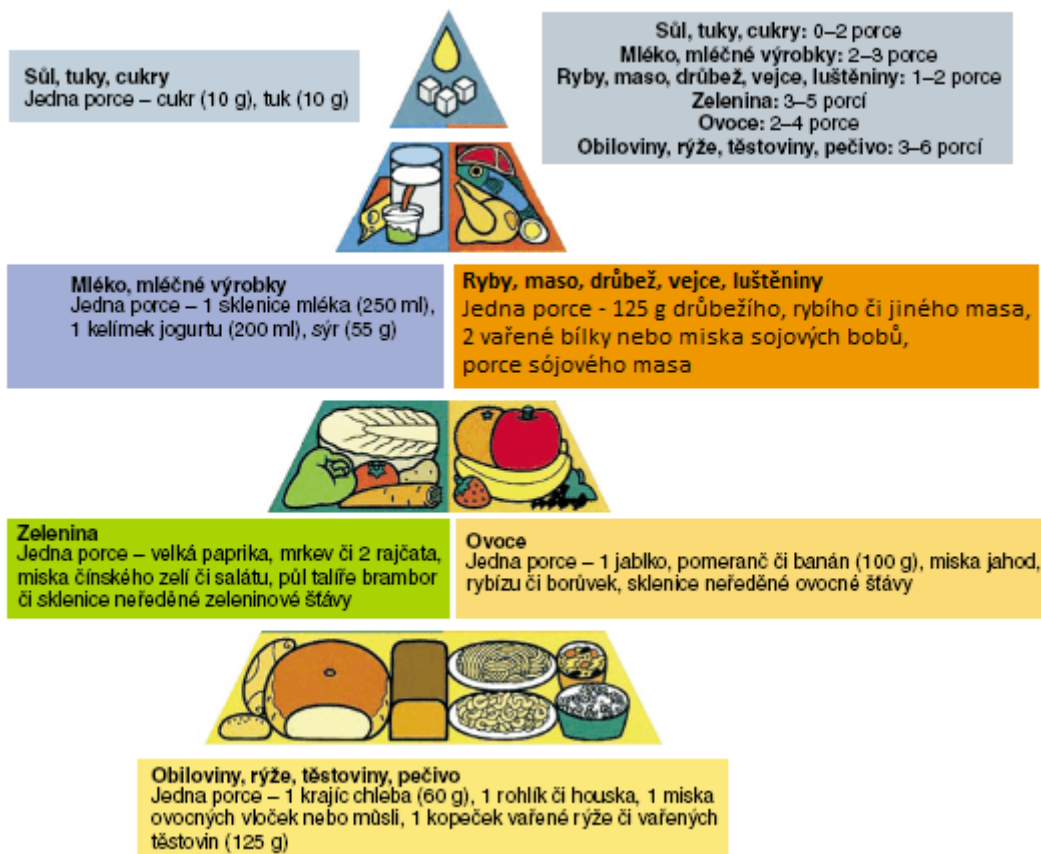 Sůl, tuky, cukry
Jedna porce – cukr (10 g), tuk (10 g)
Sůl, tuky, cukry: 0–2 porce
Mléko, mléčné výrobky: 2–3 porce
Ryby, maso, drůbež, vejce, luštěniny: 1–2 porce
Zelenina: 3–5 porcí
Ovoce: 2–4 porce
Obiloviny, rýže, těstoviny, pečivo: 3–6 porcí
Mléko, mléčné výrobky
Jedna porce – 1 sklenice mléka (250 ml),
1 kelímek jogurtu (200 ml), sýr (55 g)
Ryby, maso, drůbež, vejce, luštěniny
Jedna porce - 125 g drůbežího, rybího či jiného masa,
2 vařené bílky nebo miska sojových bobů,
porce sójového masa
Zelenina
Jedna porce – velká paprika, mrkev či 2 rajčata,
miska čínského zelí či salátu, půl talíře brambor
či sklenice neředěné zeleninové šťávy
Ovoce
Jedna porce – 1 jablko, pomeranč či banán (100 g), miska jahod,
rybízu či borůvek, sklenice neředěné ovocné šťávy
Obiloviny, rýže, těstoviny, pečivo
Jedna porce – 1 krajíc chleba (60 g), 1 rohlík či houska, 1 miska
ovocných vloček nebo műsli, 1 kopeček vařené rýže či vařených
těstovin (125 g)